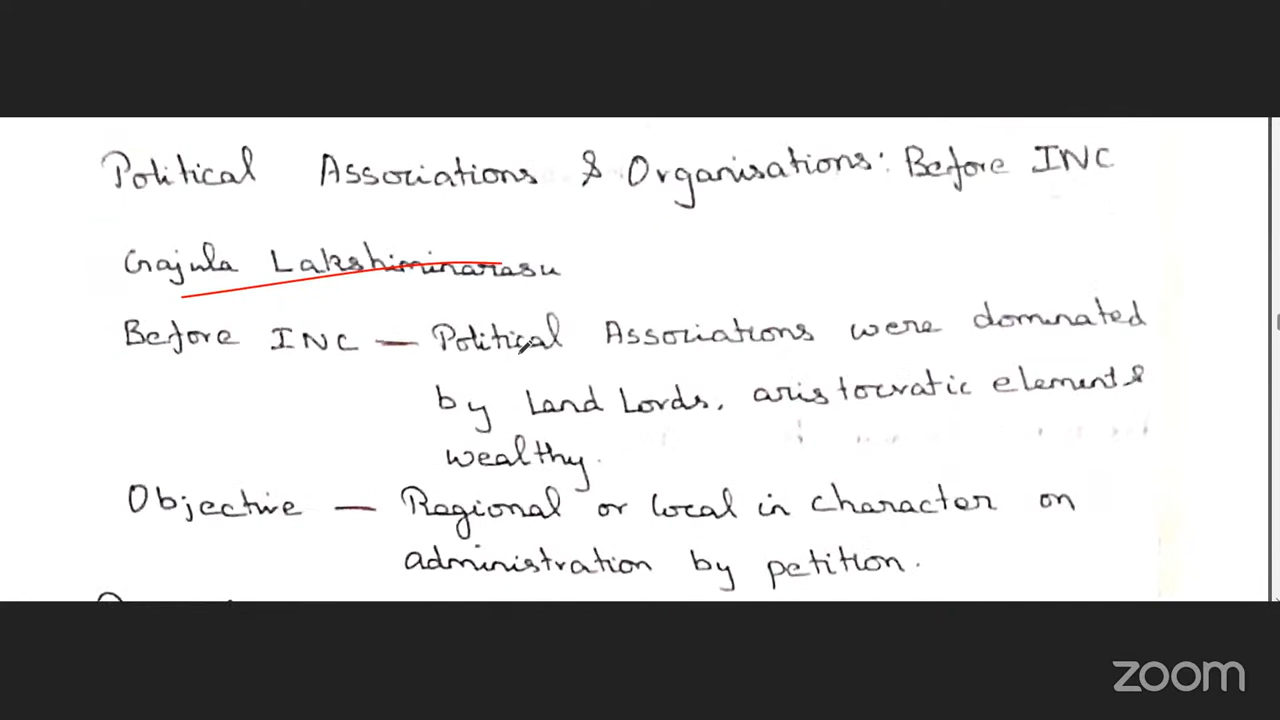 Political Associations & Organisations: Before INC
Gajula Lakshiminarasu
Before INC — Political Associations were dominated
by Land Lords, aristocratic elements
wealthy.
Objective — Regional or local in character on
administration by petition.
zoom